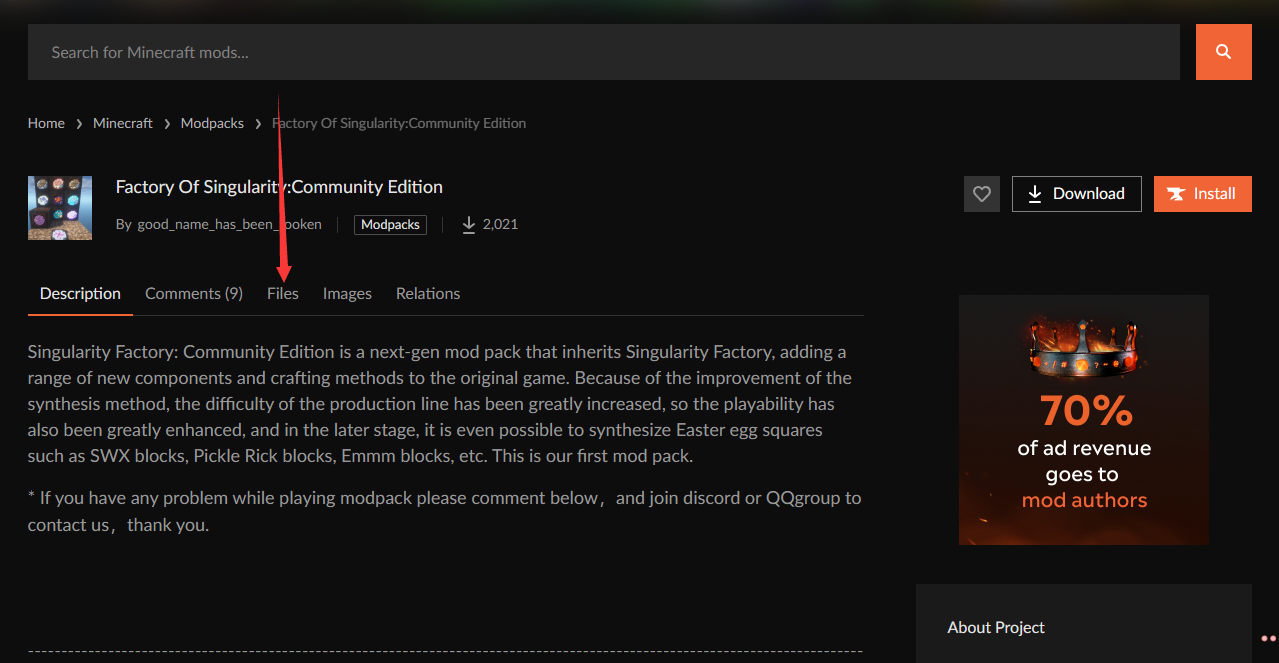 Search for Minecraft mods...
Home > Minecraft > Modpacks > Factory Of Singularity:Community Edition
Factory Of Singularity:Community Edition
By good_name_has_been_tooken Modpacks 2,021
Download
Install
Description Comments (9) Files Images Relations
Singularity Factory: Community Edition is a next-gen mod pack that inherits Singularity Factory, adding a
range of new components and crafting methods to the original game. Because of the improvement of the
synthesis method, the difficulty of the production line has been greatly increased, so the playability has
also been greatly enhanced, and in the later stage, it is even possible to synthesize Easter egg squares
such as SWX blocks, Pickle Rick blocks, Emmm blocks, etc. This is our first mod pack.
* If you have any problem while playing modpack please comment below，and join discord or QQgroup to
contact us，thank you.
70%
of ad revenue
goes to
mod authors
About Project